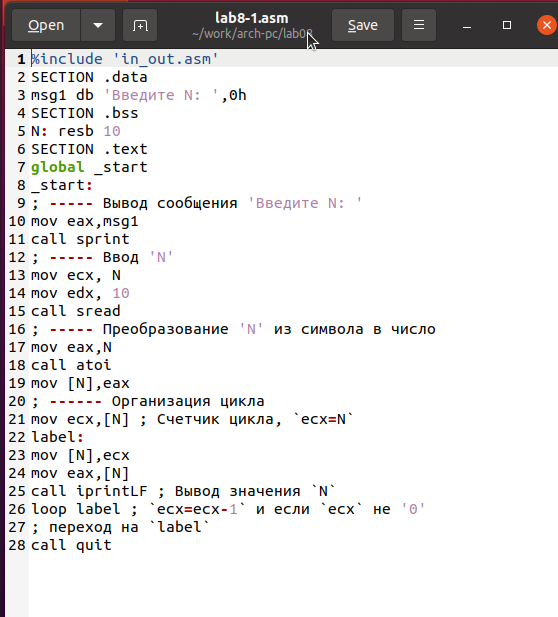 Open
lab8-1.asm
~/work/arch-pc/lab08
Save
1 %include 'in_out.asm'
2 SECTION .data
3 msg1 db 'Введите N: ',0h
4 SECTION .bss
5 N: resb 10
6 SECTION .text
7 global _start
8 _start:
9 ; ----- Вывод сообщения 'Введите N: '
10 mov eax,msg1
11 call sprint
12 ; ----- Ввод 'N'
13 mov ecx, N
14 mov edx, 10
15 call sread
16 ; ----- Преобразование 'N' из символа в число
17 mov eax,N
18 call atoi
19 mov [N],eax
20 ; ------ Организация цикла
21 mov ecx,[N] ; Счетчик цикла, `ecx=N`
22 label:
23 mov [N],ecx
24 mov eax,[N]
25 call iprintLF ; Вывод значения `N`
26 loop label ; `ecx=ecx-1` и если `ecx` не '0'
27 ; переход на `label`
28 call quit